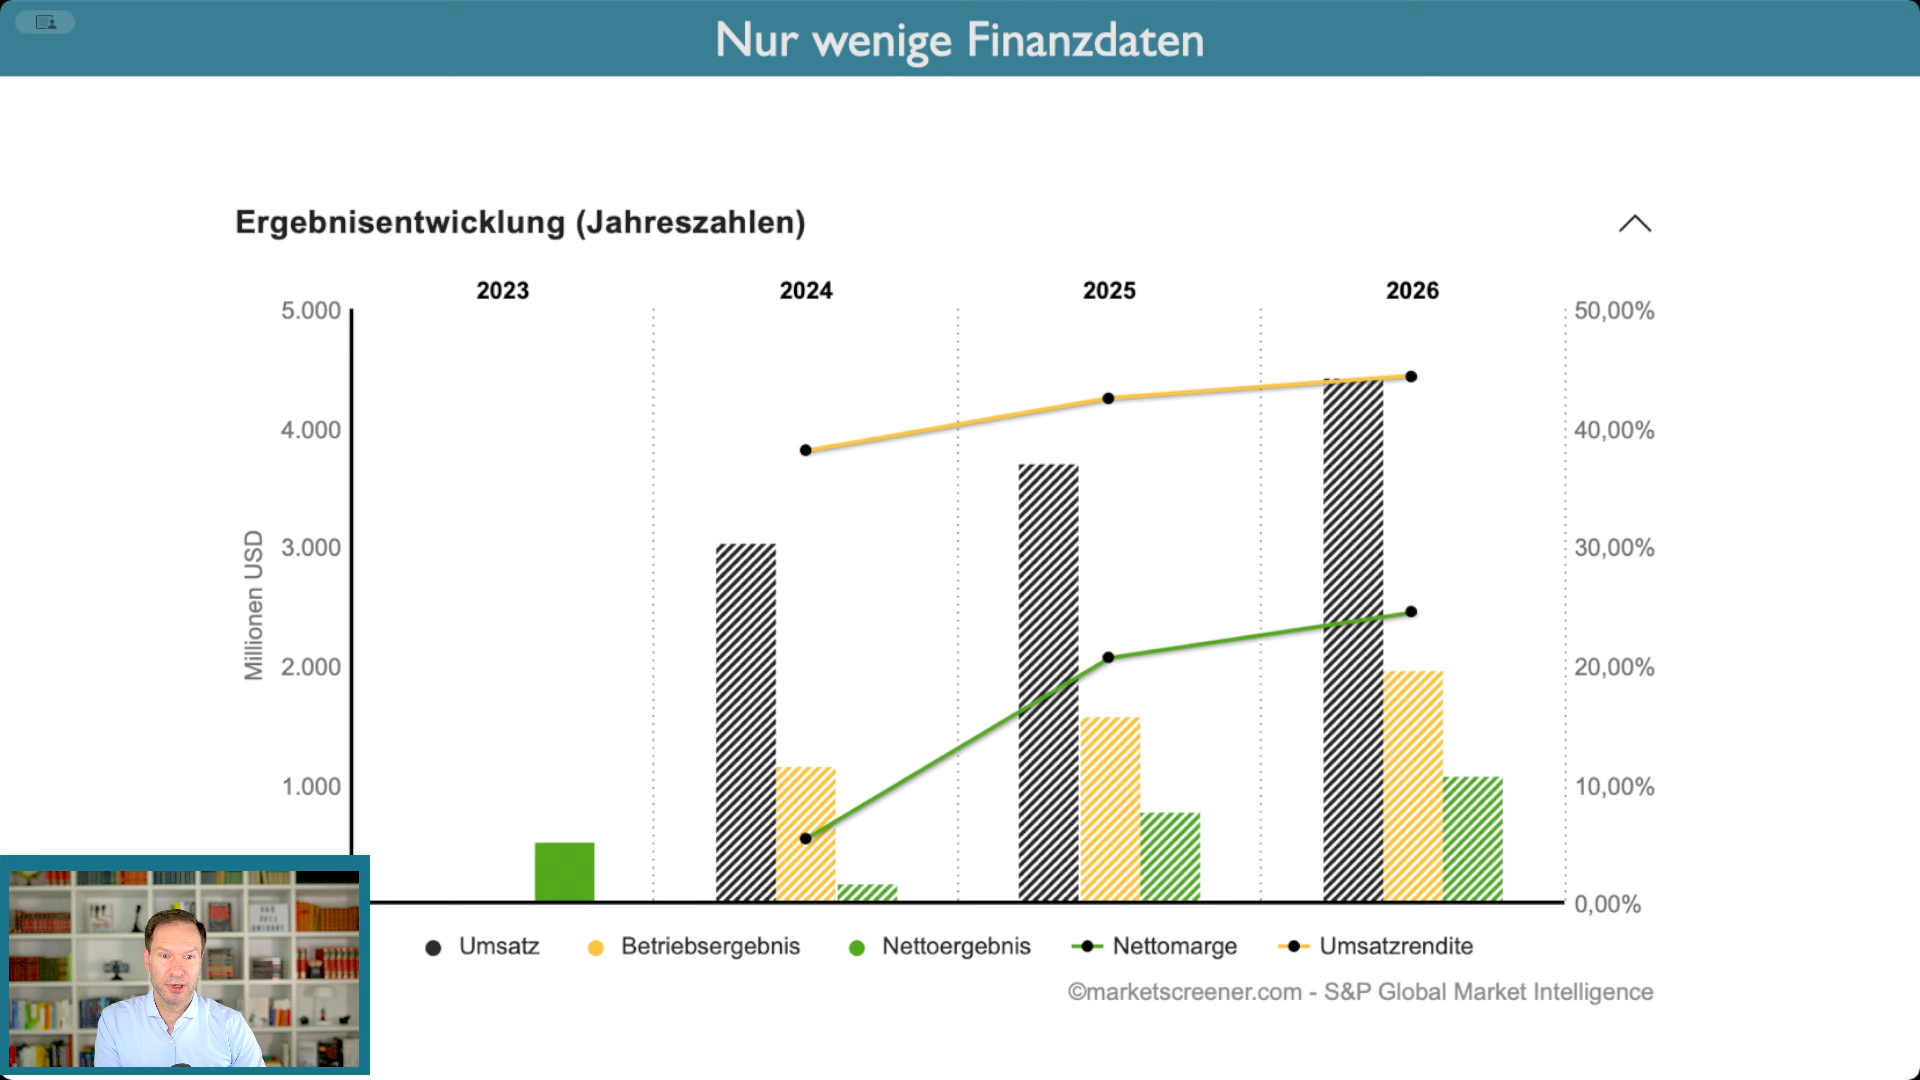 Nur wenige Finanzdaten
Ergebnisentwicklung (Jahreszahlen)
2023 2024 2025 2026
5.000 50,00%
4.000 40,00%
3.000 30,00%
2.000 20,00%
1.000 10,00%
0,00%
Millionen USD
Umsatz Betriebsergebnis Nettoergebnis Nettomarge Umsatzrendite
©marketscreener.com - S&P Global Market Intelligence